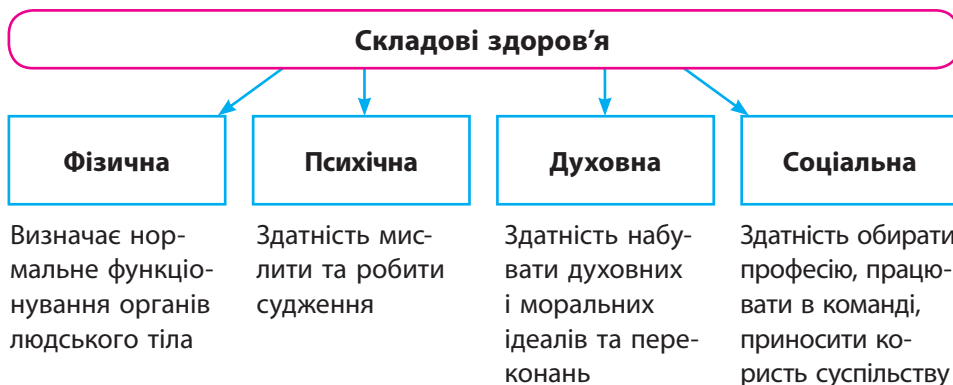 Складові здоров'я
Фізична
Психічна
Духовна
Соціальна
Визначає нор-
мальне функціо-
нування органів
людського тіла
Здатність мис-
лити та робити
судження
Здатність набу-
вати духовних
і моральних
ідеалів та пере-
конань
Здатність обирати
професію, працю-
вати в команді,
приносити ко-
ристь суспільству